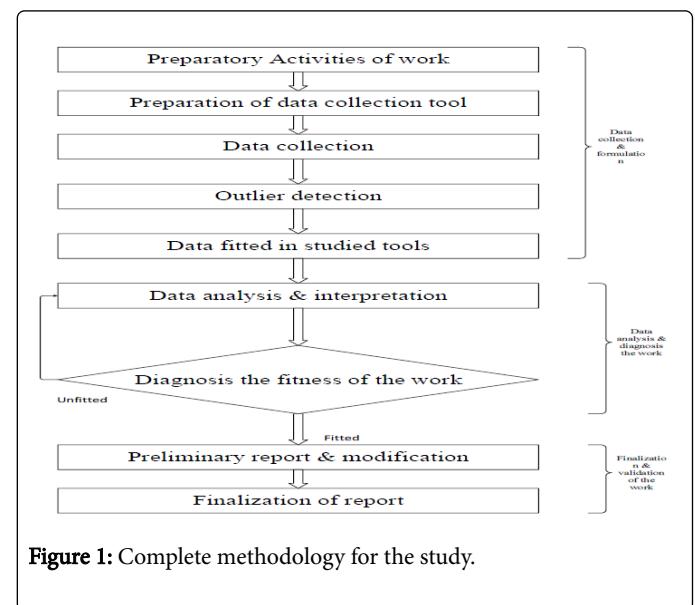 Preparatory Activities of work
Preparation of data collection tool
Data collection
Outlier detection
Data fitted in studied tools
Data
collection
&
formulatio
n
Data analysis & interpretation
Diagnosis the fitness of the work
Unfitted
Fitted
Data
analysis &
diagnosis
the work
Preliminary report & modification
Finalization of report
Finalizatio
n &
validation
of the
work
Figure 1: Complete methodology for the study.